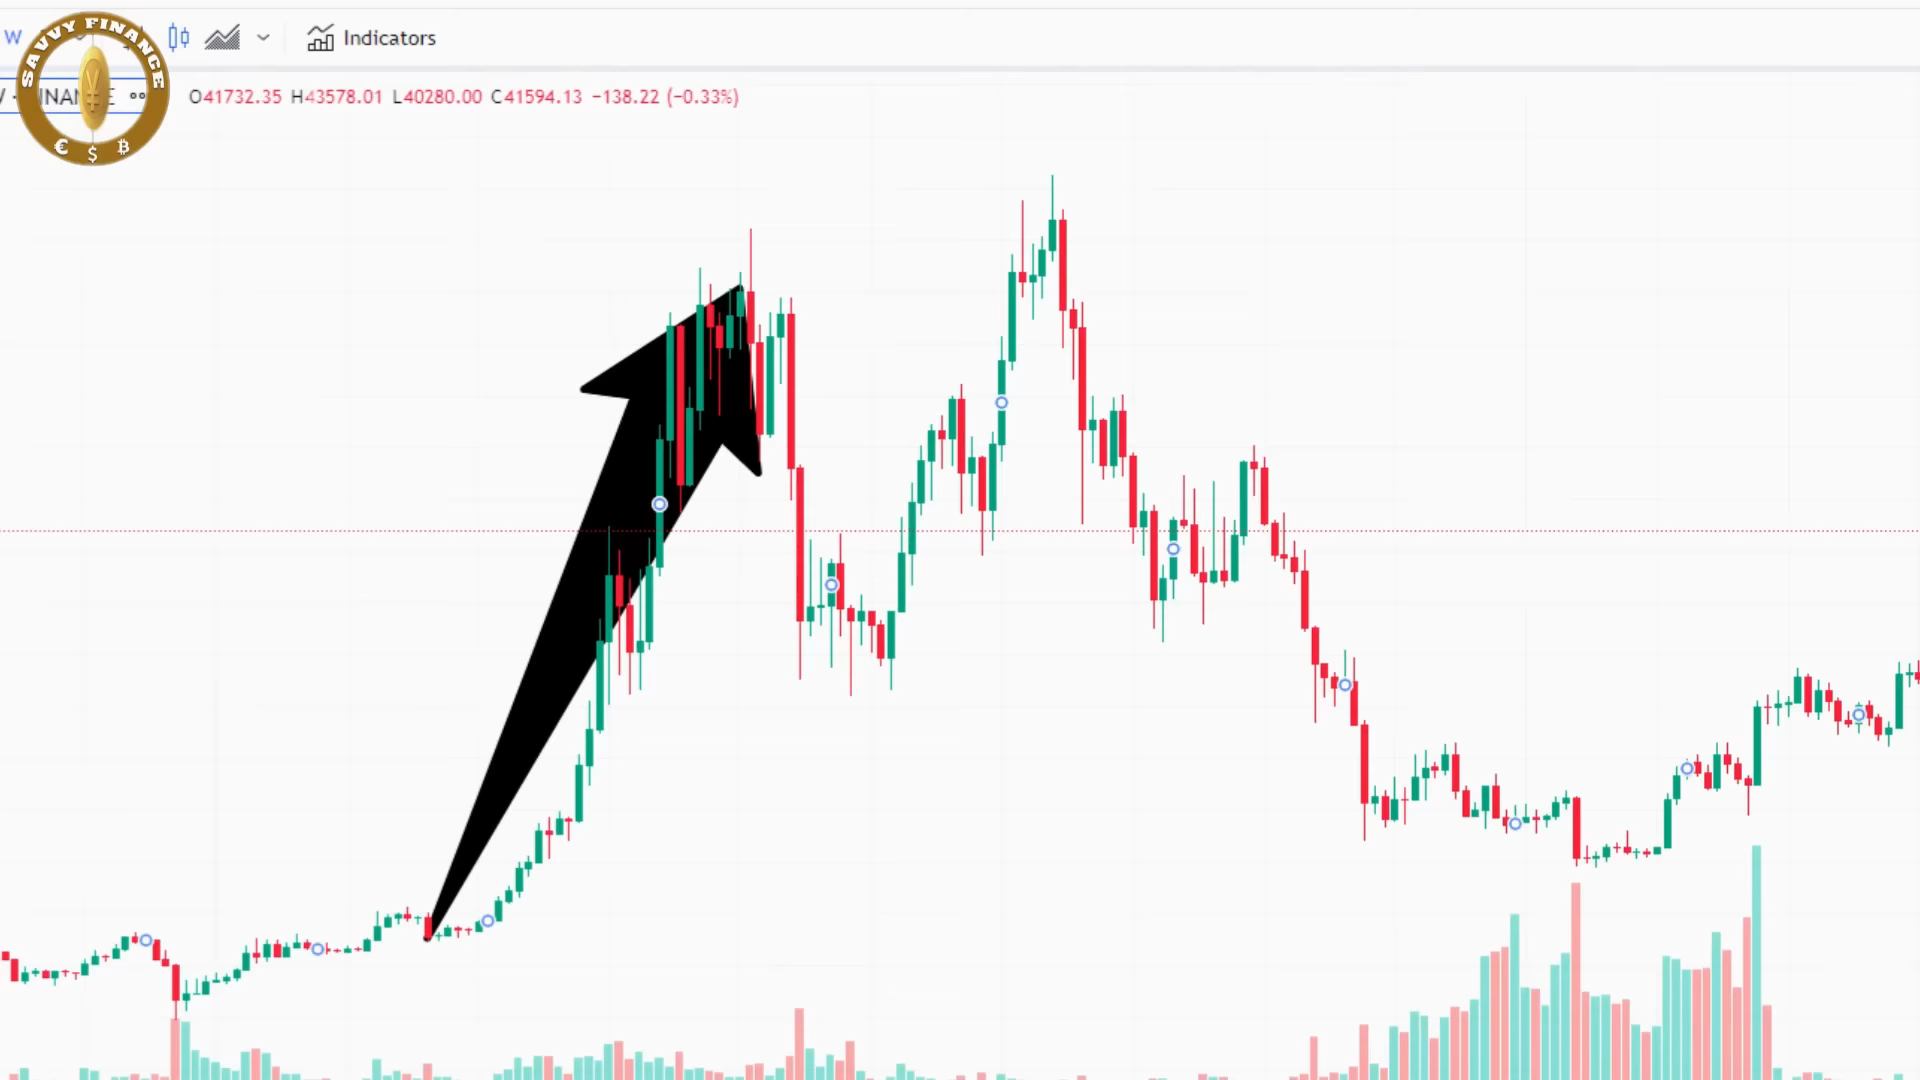 W
Indicators
SAVVY FINANCE
¥
€ $ ₿
O41732.35 H43578.01 L40280.00 C41594.13 −138.22 (−0.33%)